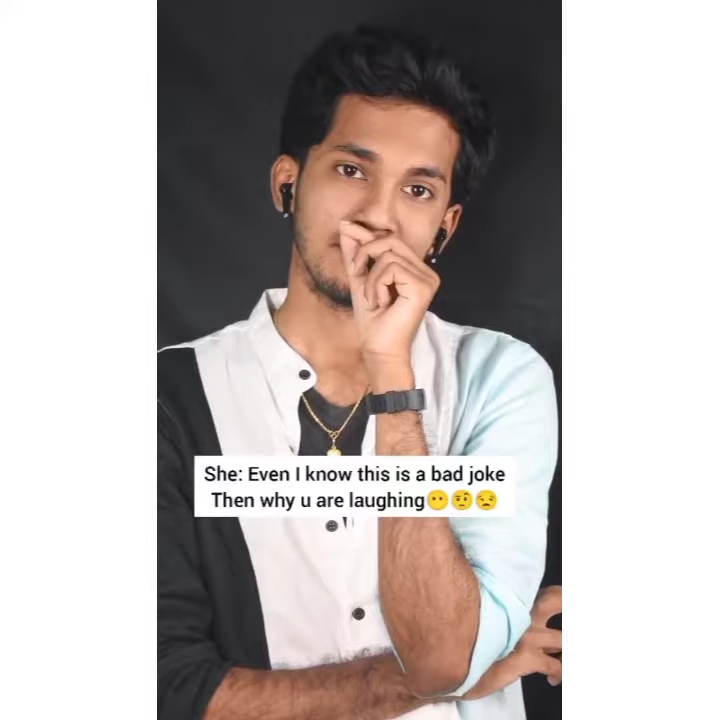 She: Even I know this is a bad joke
Then why u are laughing😶🤨😒